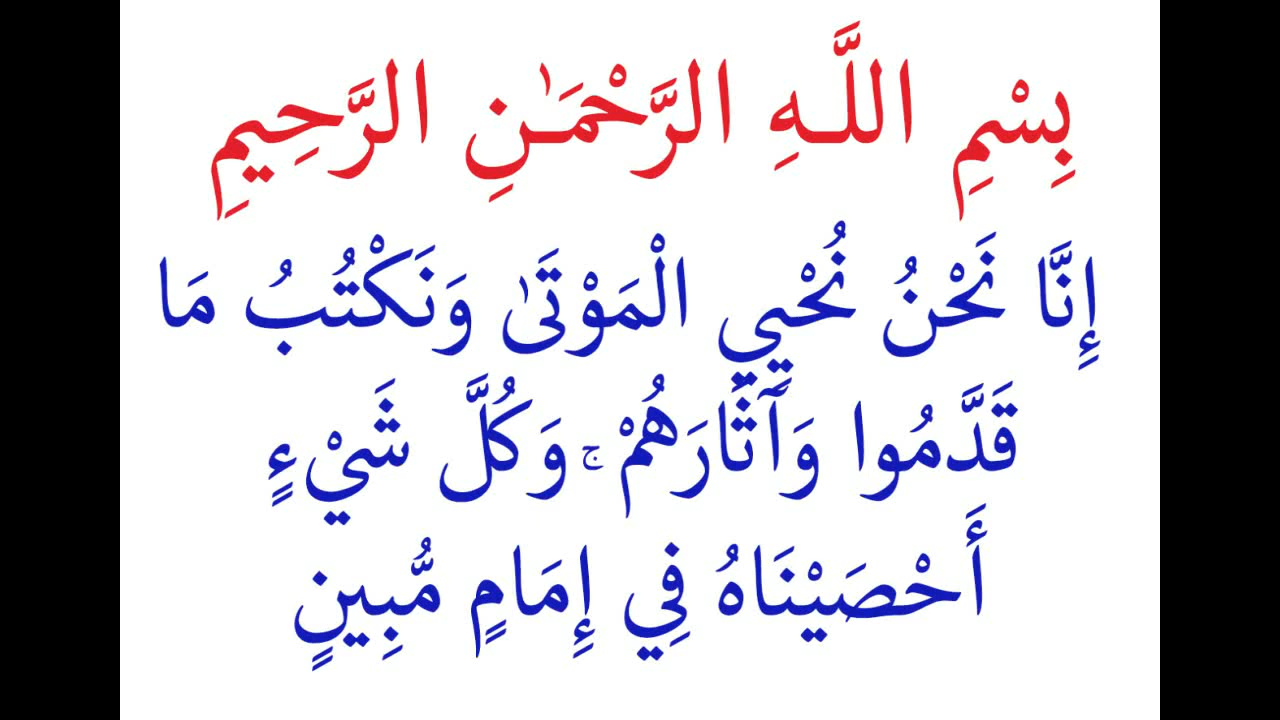 بِسْمِ اللَّـهِ الرَّحْمَـٰنِ الرَّحِيمِ
إِنَّا نَحْنُ نُحْيِي الْمَوْتَىٰ وَنَكْتُبُ مَا
قَدَّمُوا وَآثَارَهُمْ ۚ وَكُلَّ شَيْءٍ
أَحْصَيْنَاهُ فِي إِمَامٍ مُّبِينٍ